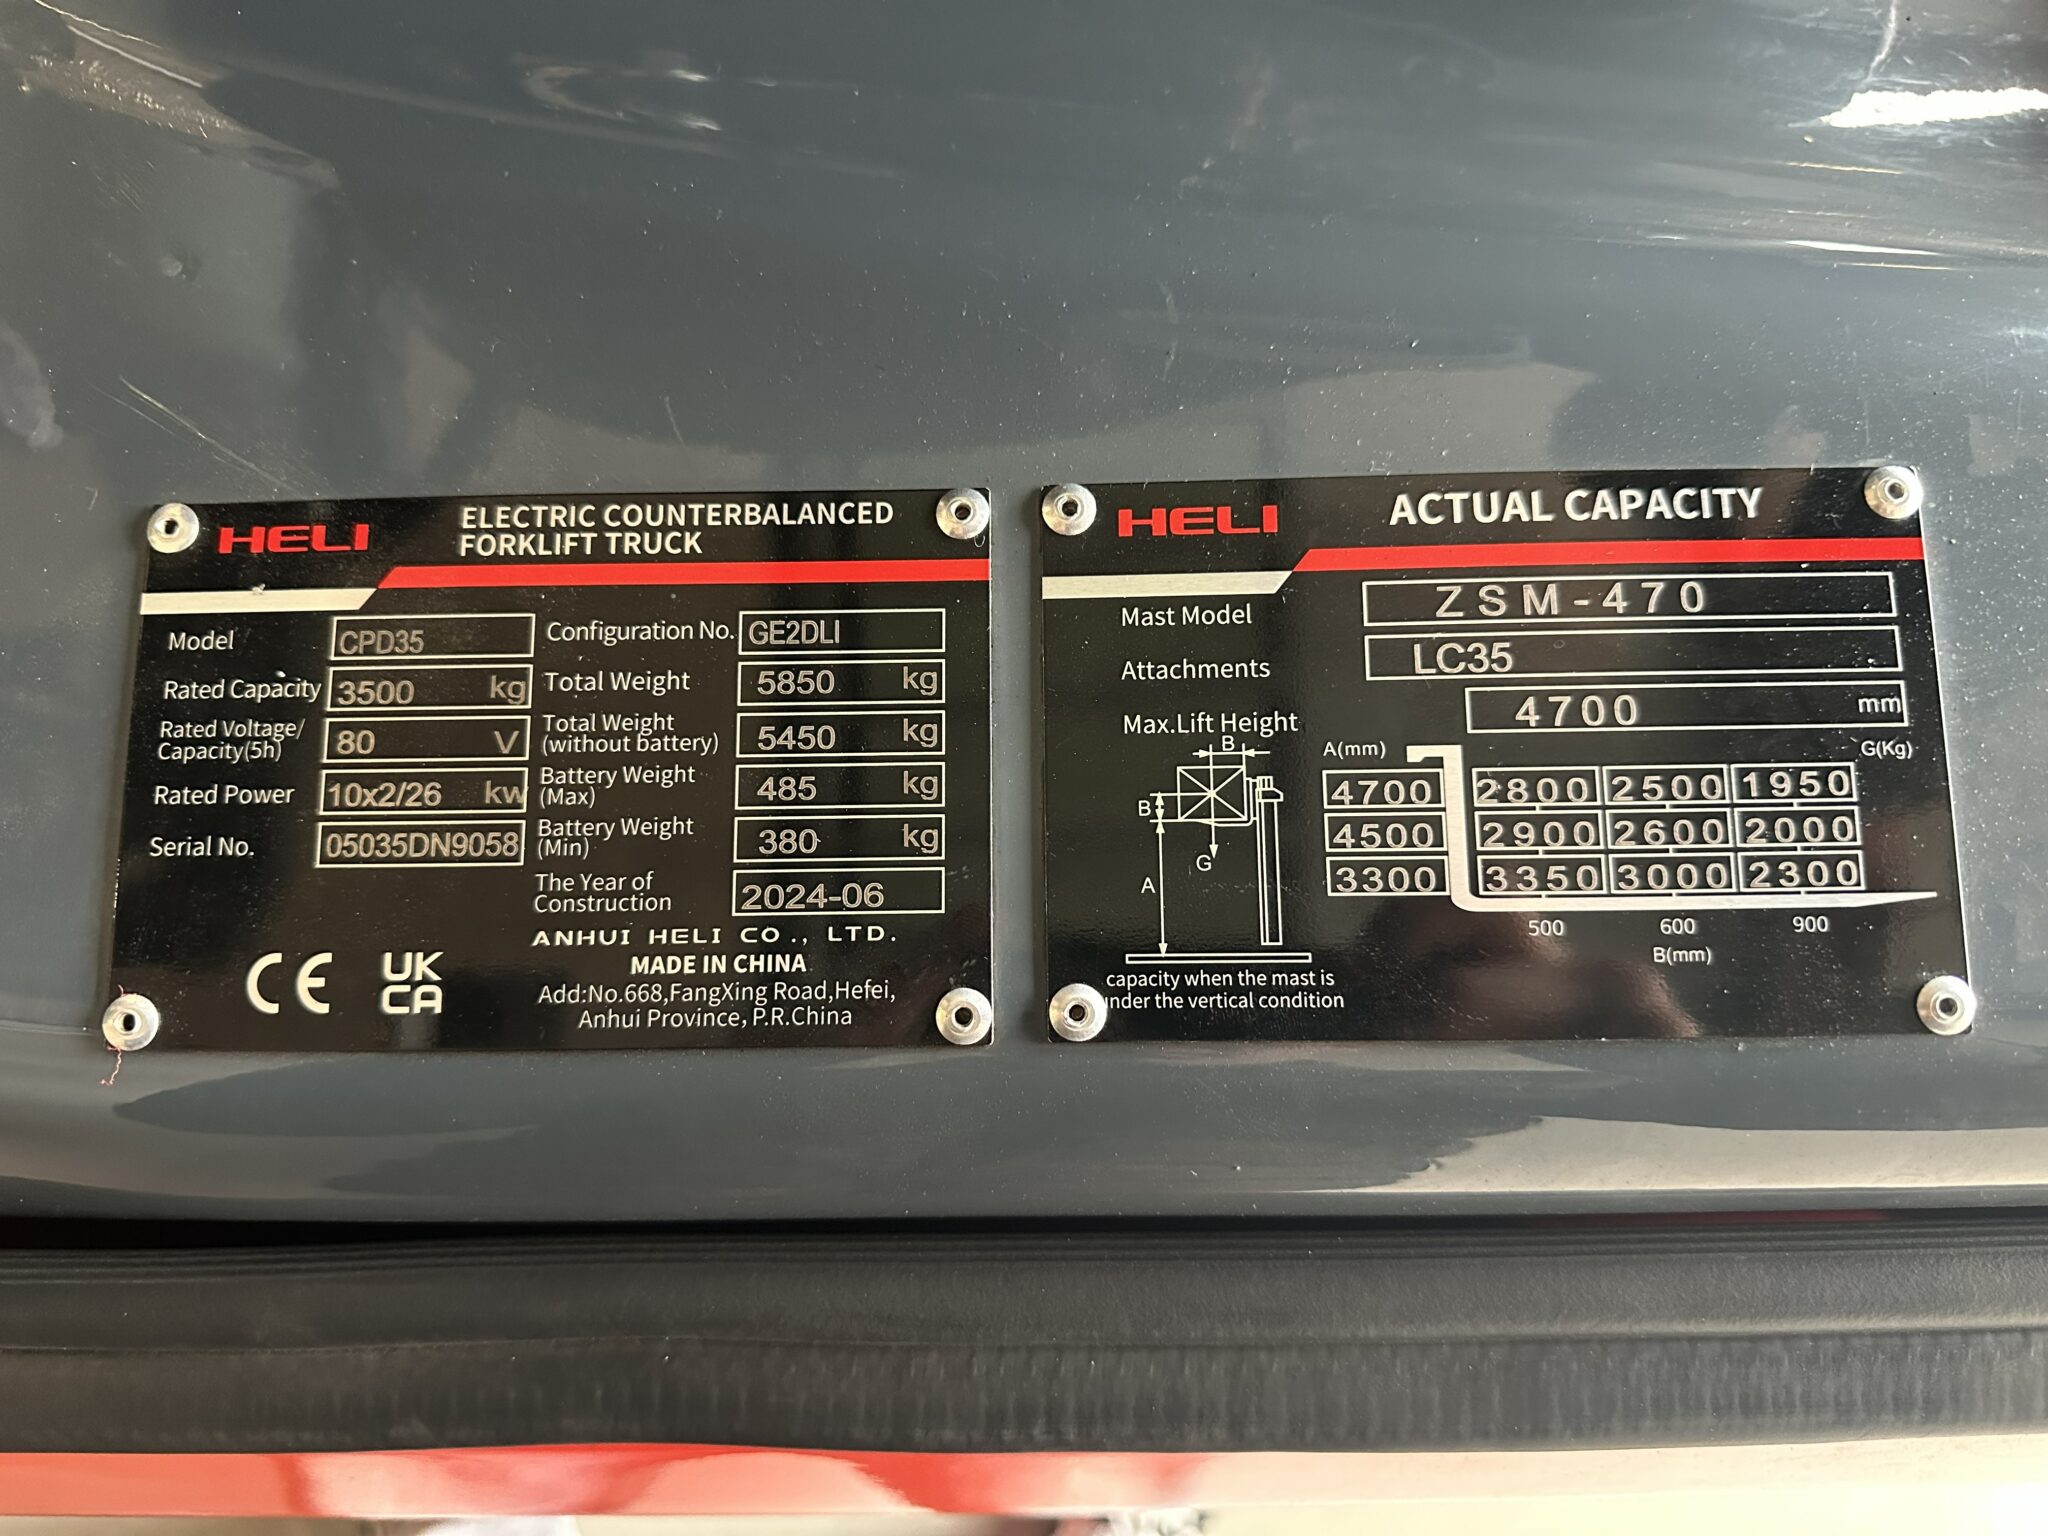 HELI
ELECTRIC COUNTERBALANCED
FORKLIFT TRUCK
Model CPD35 Configuration No. GE2DLI
Rated Capacity 3500 kg Total Weight 5850 kg
Rated Voltage/
Capacity(5h) 80 V Total Weight
(without battery) 5450 kg
Rated Power 10x2/26 kw Battery Weight
(Max) 485 kg
Serial No. 05035DN9058 Battery Weight
(Min) 380 kg
The Year of
Construction 2024-06
ANHUI HELI CO., LTD.
MADE IN CHINA
Add:No.668,FangXing Road,Hefei,
Anhui Province, P.R.China
CE UK
CA
HELI ACTUAL CAPACITY
Mast Model ZSM-470
Attachments LC35
Max.Lift Height 4700 mm
A(mm) G(Kg)
4700 2800 2500 1950
4500 2900 2600 2000
3300 3350 3000 2300
500 600 900
B(mm)
B
B
G
A
capacity when the mast is
under the vertical condition